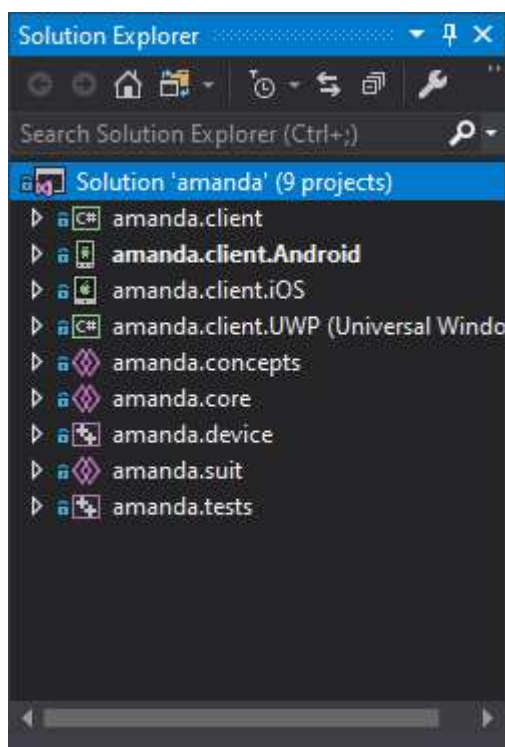 Solution Explorer
Search Solution Explorer (Ctrl+;)
Solution 'amanda' (9 projects)
C# amanda.client
amanda.client.Android
amanda.client.iOS
C# amanda.client.UWP (Universal Windo
amanda.concepts
amanda.core
amanda.device
amanda.suit
amanda.tests